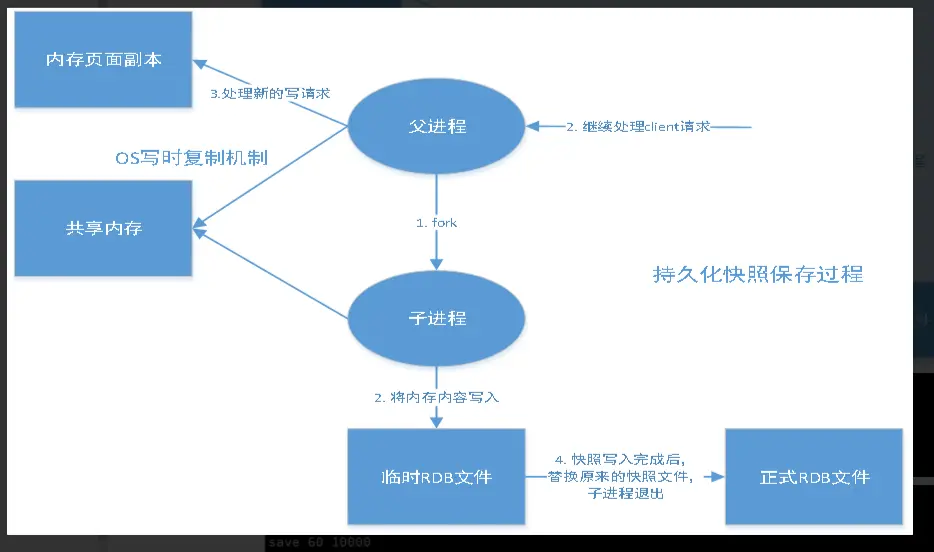 内存页面副本
3.处理新的写请求
父进程
2. 继续处理client请求
OS写时复制机制
共享内存
1. fork
持久化快照保存过程
子进程
2. 将内存内容写入
临时RDB文件
4. 快照写入完成后，
替换原来的快照文件，
子进程退出
正式RDB文件
save 60 10000